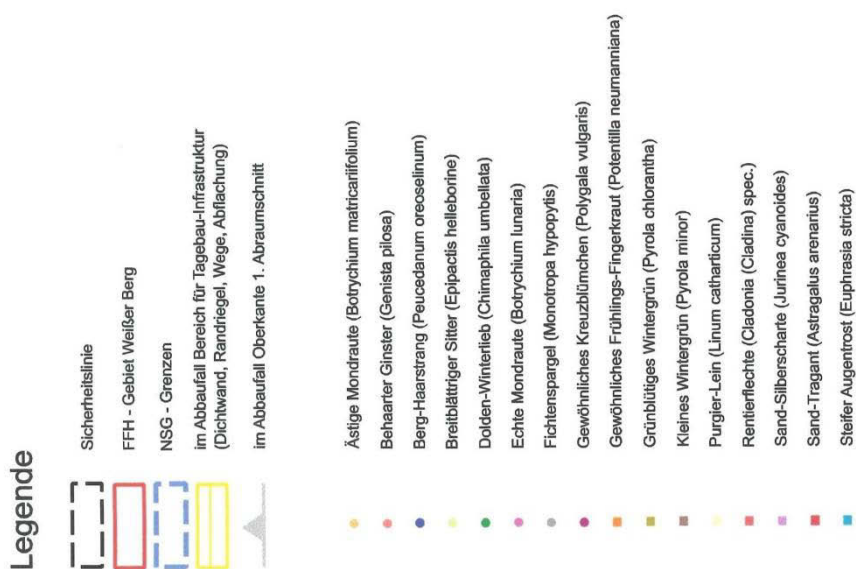 Legende
Sicherheitslinie
FFH - Gebiet Weißer Berg
NSG - Grenzen
im Abbaufall Bereich für Tagebau-Infrastruktur
(Dichtwand, Randriegel, Wege, Abflachung)
im Abbaufall Oberkante 1. Abraumschnitt
Ästige Mondraute (Botrychium matricariifolium)
Behaarter Ginster (Genista pilosa)
Berg-Haarstrang (Peucedanum oreoselinum)
Breitblättriger Sitter (Epipactis helleborine)
Dolden-Winterlieb (Chimaphila umbellata)
Echte Mondraute (Botrychium lunaria)
Fichtenspargel (Monotropa hypopytis)
Gewöhnliches Kreuzblümchen (Polygala vulgaris)
Gewöhnliches Frühlings-Fingerkraut (Potentilla neumanniana)
Grünblütiges Wintergrün (Pyrola chlorantha)
Kleines Wintergrün (Pyrola minor)
Purgier-Lein (Linum catharticum)
Rentierflechte (Cladonia (Cladina) spec.)
Sand-Silberscharte (Jurinea cyanoides)
Sand-Tragant (Astragalus arenarius)
Steifer Augentrost (Euphrasia stricta)